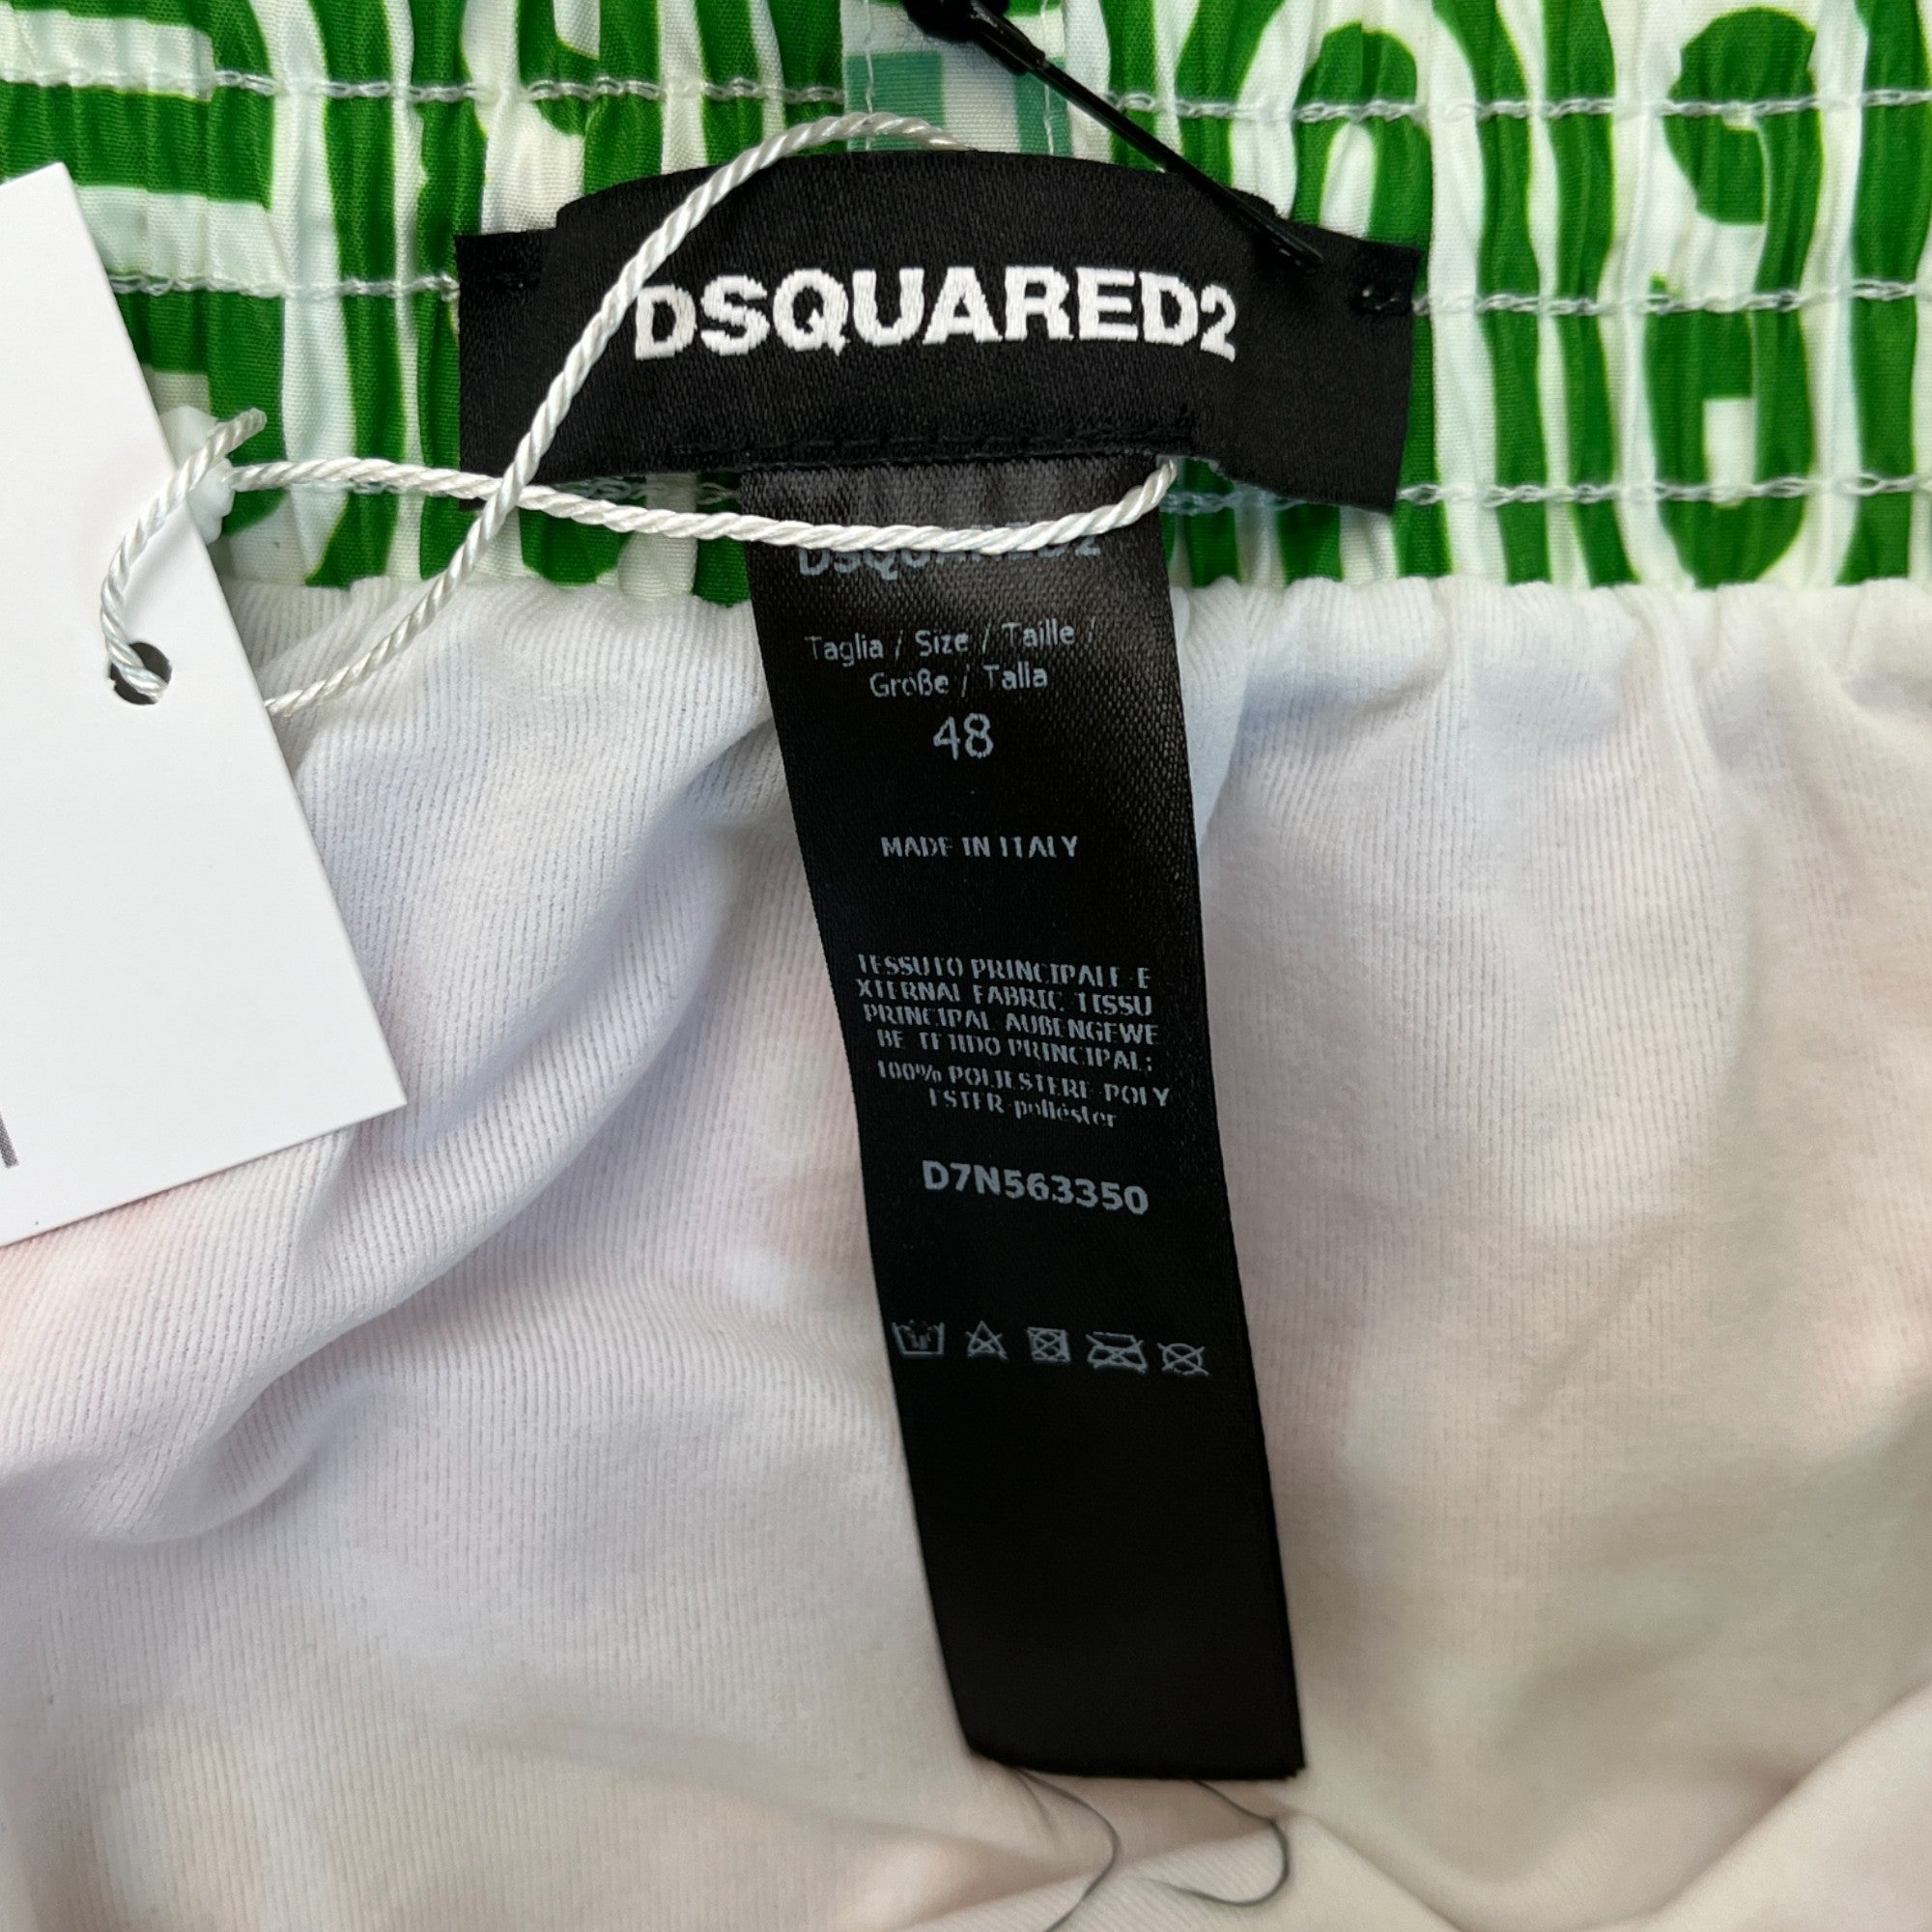 DSQUARED2
DSQUARED2
Taglia / Size / Taille /
Größe / Talla
48
MADE IN ITALY
TESSUTO PRINCIPALE-E
XTERNAL FABRIC TISSU
PRINCIPAL AUßENGEWE
BE TEJIDO PRINCIPAL:
100% POLIESTERE-POLY
ESTER-poliéster
D7N563350